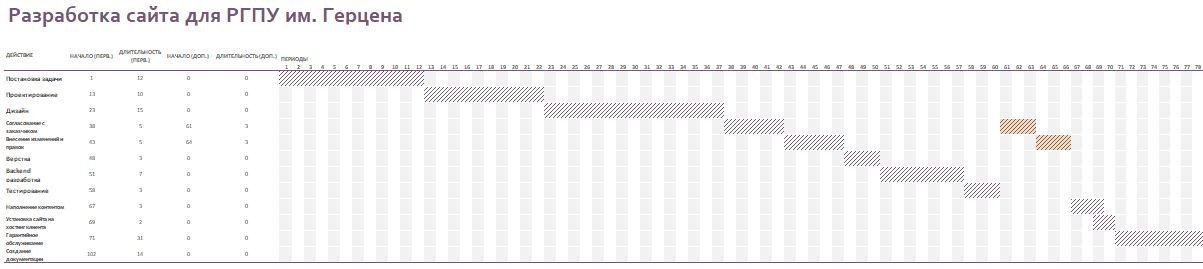 Разработка сайта для РГПУ им. Герцена
ДЕЙСТВИЕ НАЧАЛО (ПЕРВ.) ДЛИТЕЛЬНОСТЬ (ПЕРВ.) НАЧАЛО (ДОП.) ДЛИТЕЛЬНОСТЬ (ДОП.) ПЕРИОДЫ
1 2 3 4 5 6 7 8 9 10 11 12 13 14 15 16 17 18 19 20 21 22 23 24 25 26 27 28 29 30 31 32 33 34 35 36 37 38 39 40 41 42 43 44 45 46 47 48 49 50 51 52 53 54 55 56 57 58 59 60 61 62 63 64 65 66 67 68 69 70 71 72 73 74 75 76 77 78
Постановка задачи 1 12 0 0
Проектирование 13 10 0 0
Дизайн 23 15 0 0
Согласование с
заказчиком 38 5 61 3
Внесение изменений и
правок 43 5 64 3
Верстка 48 3 0 0
Backend
разработка 51 7 0 0
Тестирование 58 3 0 0
Наполнение контентом 67 3 0 0
Установка сайта на
хостинг клиента 69 2 0 0
Гарантийное
обслуживание 71 31 0 0
Создание
документации 102 14 0 0